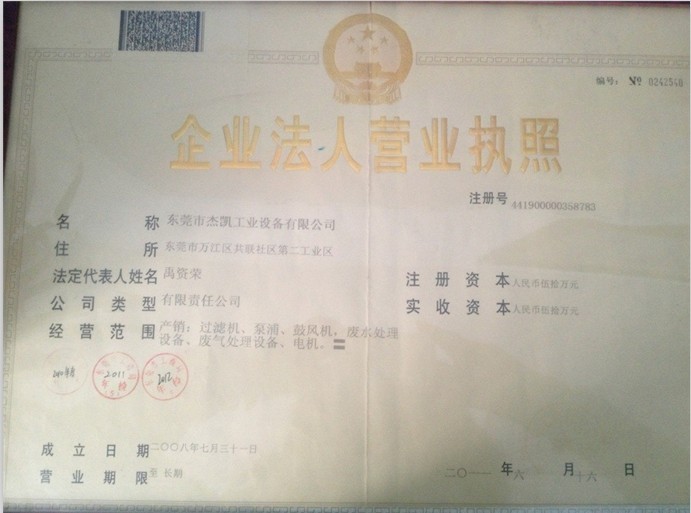 编号: № 0242540
企业法人营业执照
注册号 441900000358783
名称 东莞市杰凯工业设备有限公司
住所 东莞市万江区共联社区第二工业区
法定代表人姓名 禹资荣
注册资本 人民币伍拾万元
公司类型 有限责任公司
实收资本 人民币伍拾万元
经营范围 产销：过滤机、泵浦、鼓风机，废水处理
设备、废气处理设备、电机。
2011
2012
成立日期 二〇〇八年七月三十一日
营业期限 至 长期
二〇一一年六月十六日